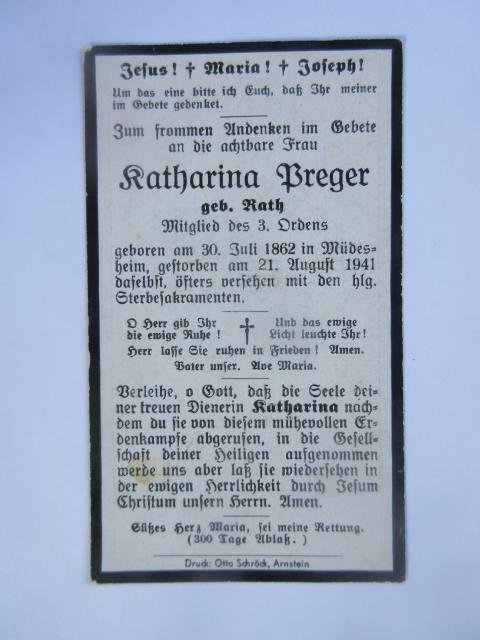 Jesus! † Maria! † Joseph!
Um das eine bitte ich Euch, daß Ihr meiner
im Gebete gedenket.
Zum frommen Andenken im Gebete
an die achtbare Frau
Katharina Preger
geb. Rath
Mitglied des 3. Ordens
geboren am 30. Juli 1862 in Müdes-
heim, gestorben am 21. August 1941
daselbst, öfters versehen mit den hlg.
Sterbesakramenten.
O Herr gib Ihr † Und das ewige
die ewige Ruhe! Licht leuchte Ihr!
Herr lasse Sie ruhen in Frieden! Amen.
Vater unser. Ave Maria.
Verleihe, o Gott, daß die Seele dei-
ner treuen Dienerin Katharina nach-
dem du sie von diesem mühevollen Er-
denkampfe abgerufen, in die Gesell-
schaft deiner Heiligen aufgenommen
werde uns aber laß sie wiedersehen in
der ewigen Herrlichkeit durch Jesum
Christum unsern Herrn. Amen.
Süßes Herz Maria, sei meine Rettung.
(300 Tage Ablaß.)
Druck: Otto Schröck, Arnstein